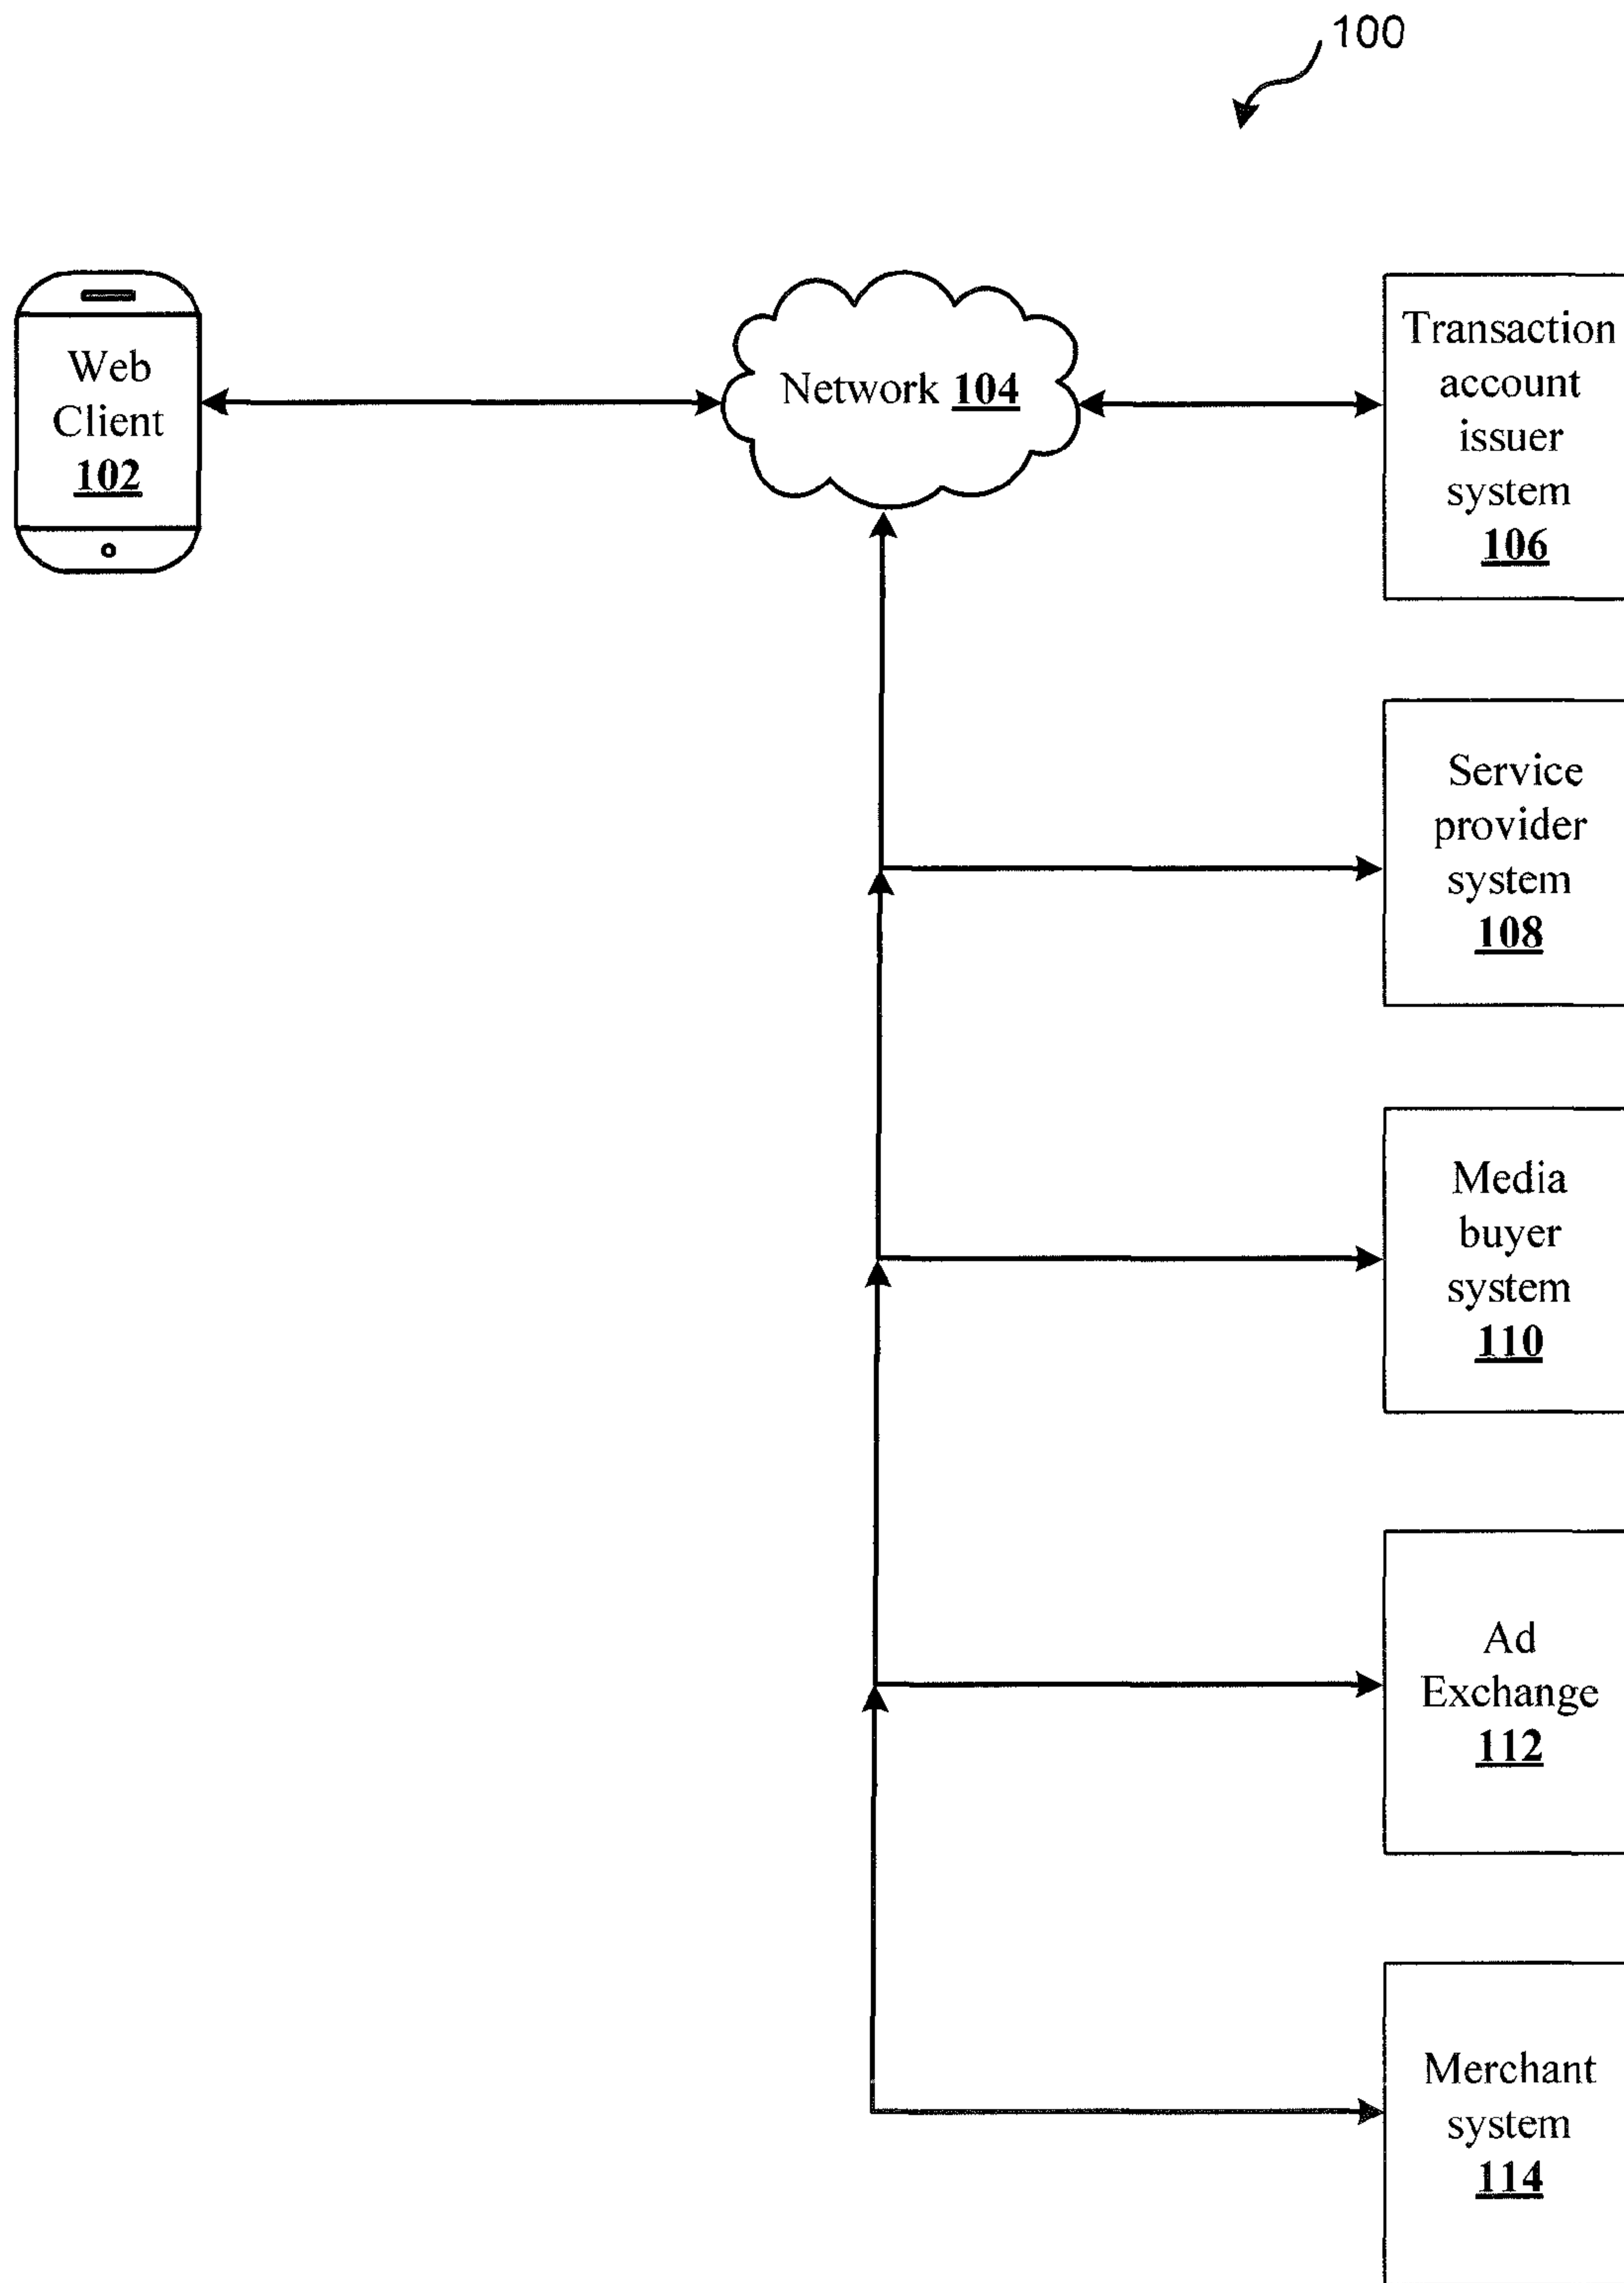 100
Web
Client
102
Network 104
Transaction
account
issuer
system
106
Service
provider
system
108
Media
buyer
system
110
Ad
Exchange
112
Merchant
system
114